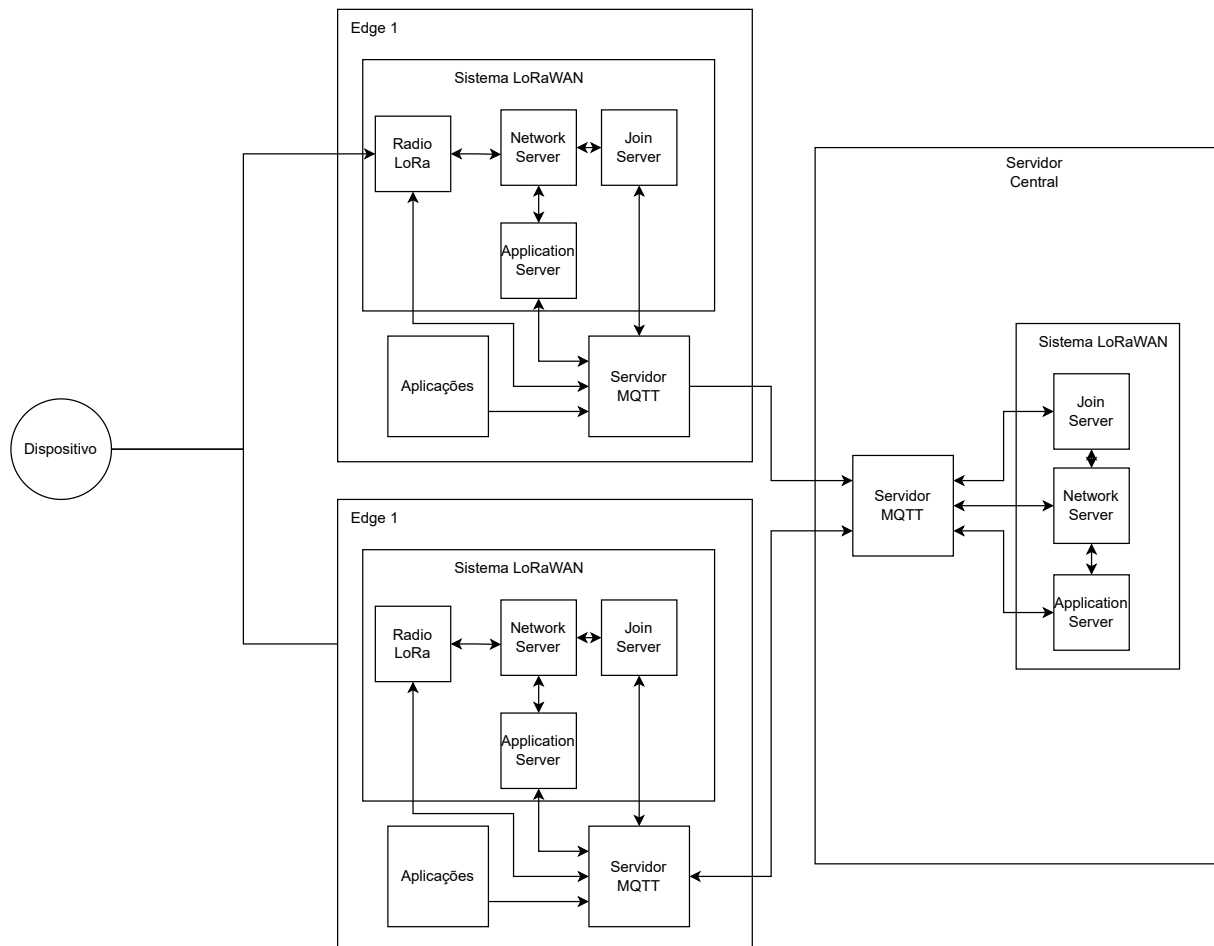 Edge 1
Sistema LoRaWAN
Radio
LoRa
Network
Server
Join
Server
Application
Server
Aplicações
Servidor
MQTT
Dispositivo
Edge 1
Sistema LoRaWAN
Radio
LoRa
Network
Server
Join
Server
Application
Server
Aplicações
Servidor
MQTT
Servidor
Central
Servidor
MQTT
Sistema LoRaWAN
Join
Server
Network
Server
Application
Server